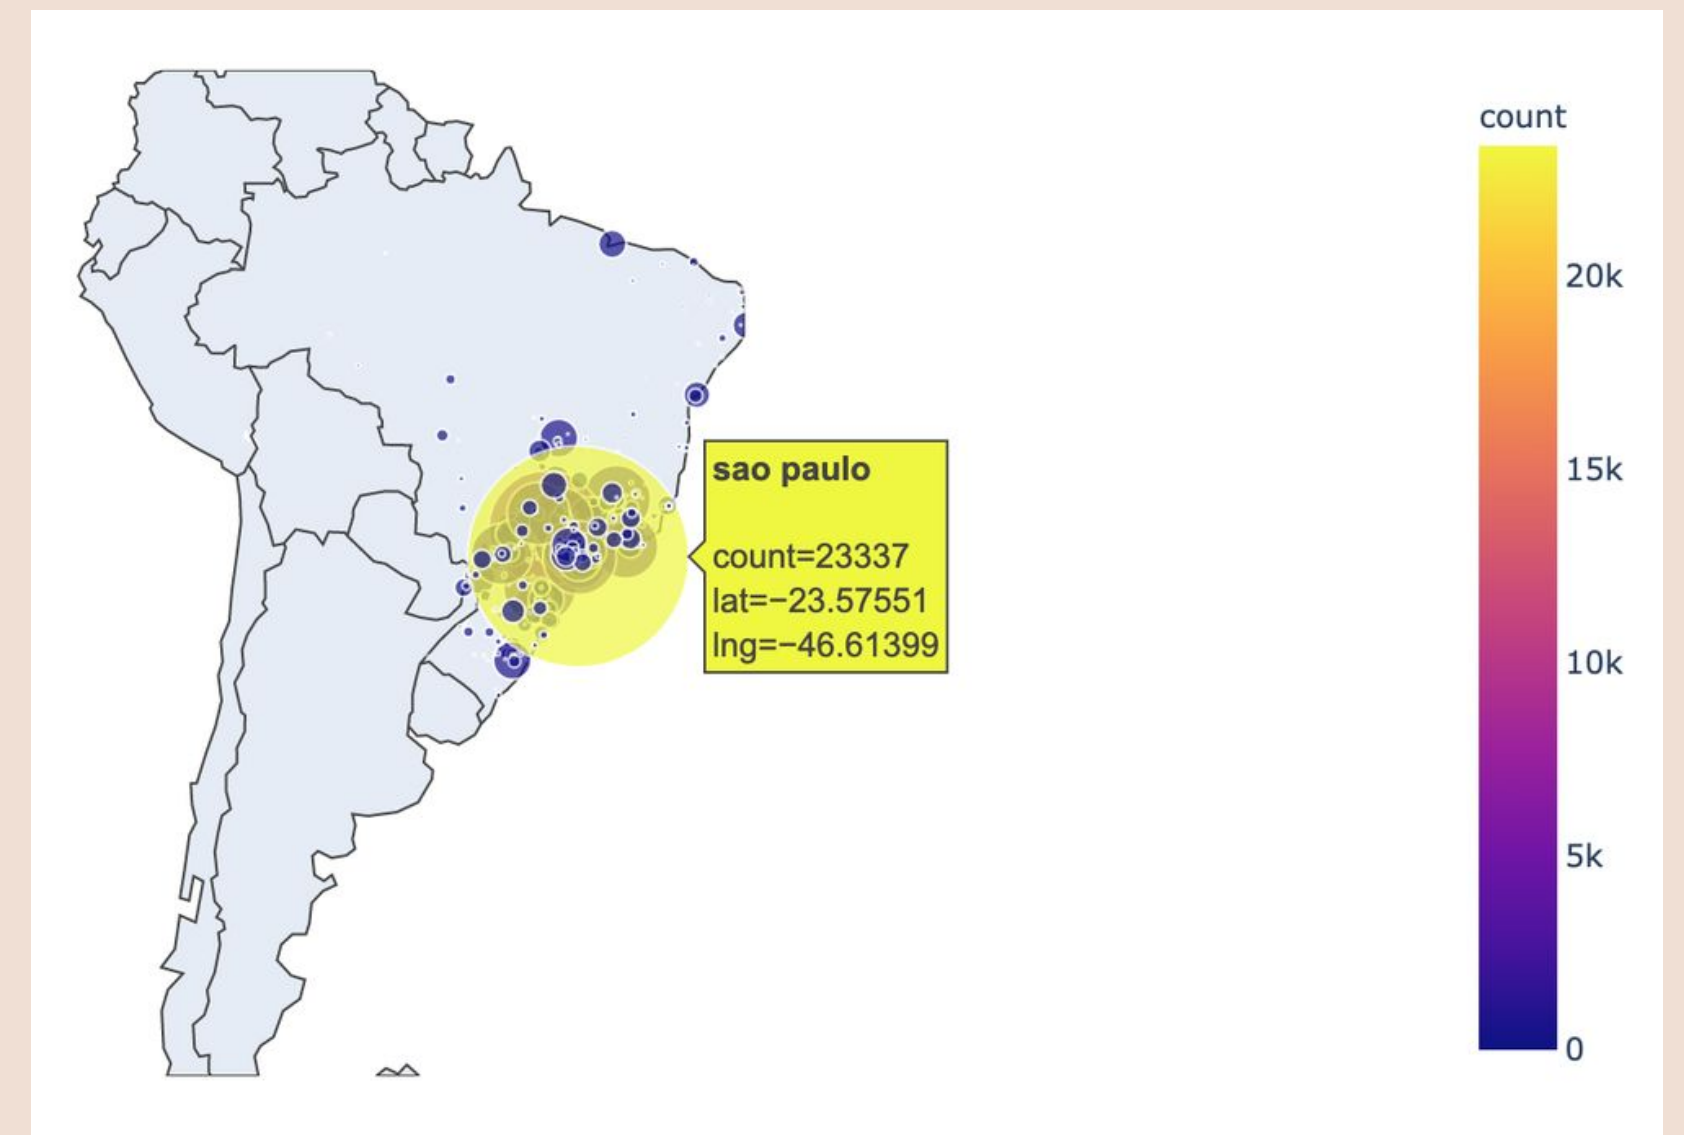 count
20k
sao paulo
15k
count=23337
lat=−23.57551
lng=−46.61399
10k
5k
0